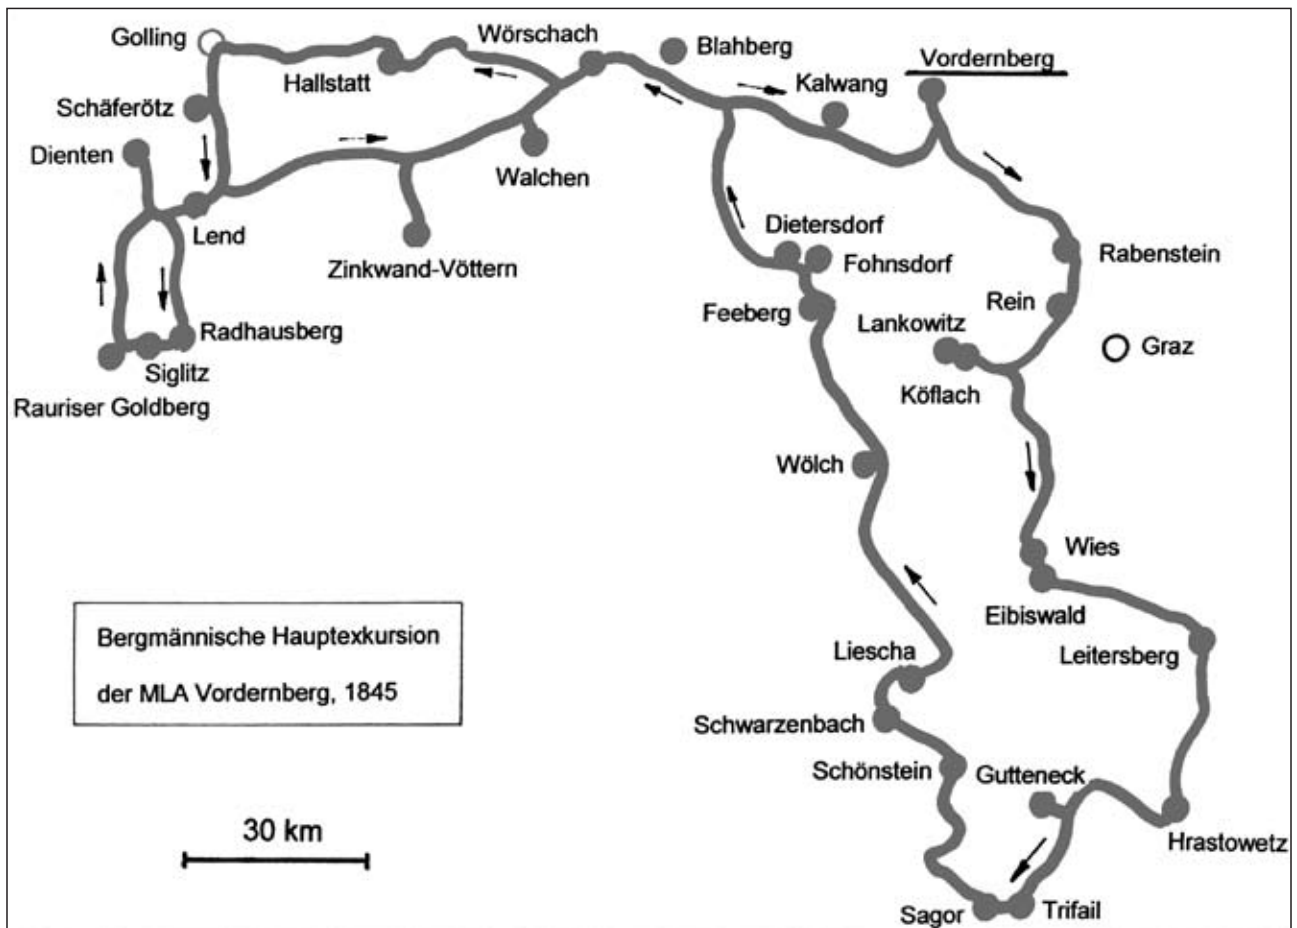 Golling
Wörschach
Blahberg
Vordernberg
Hallstatt
Kalwang
Schäferötz
Dienten
Walchen
Lend
Dietersdorf
Rabenstein
Zinkwand-Vöttern
Fohnsdorf
Feeberg
Rein
Radhausberg
Lankowitz
Graz
Siglitz
Köflach
Rauriser Goldberg
Wölch
Wies
Eibiswald
Bergmännische Hauptexkursion
der MLA Vordernberg, 1845
Liescha
Leitersberg
Schwarzenbach
Schönstein
Gutteneck
30 km
Hrastowetz
Sagor
Trifail